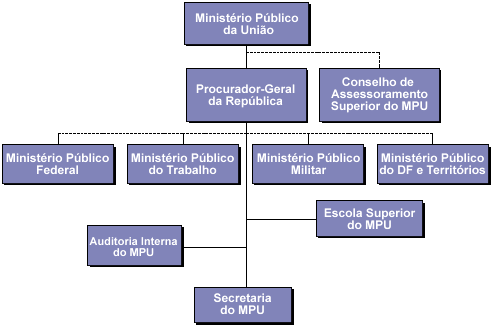 Ministério Público
da União
Procurador-Geral
da República
Conselho de
Assessoramento
Superior do MPU
Ministério Público
Federal
Ministério Público
do Trabalho
Ministério Público
Militar
Ministério Público
do DF e Territórios
Escola Superior
do MPU
Auditoria Interna
do MPU
Secretaria
do MPU